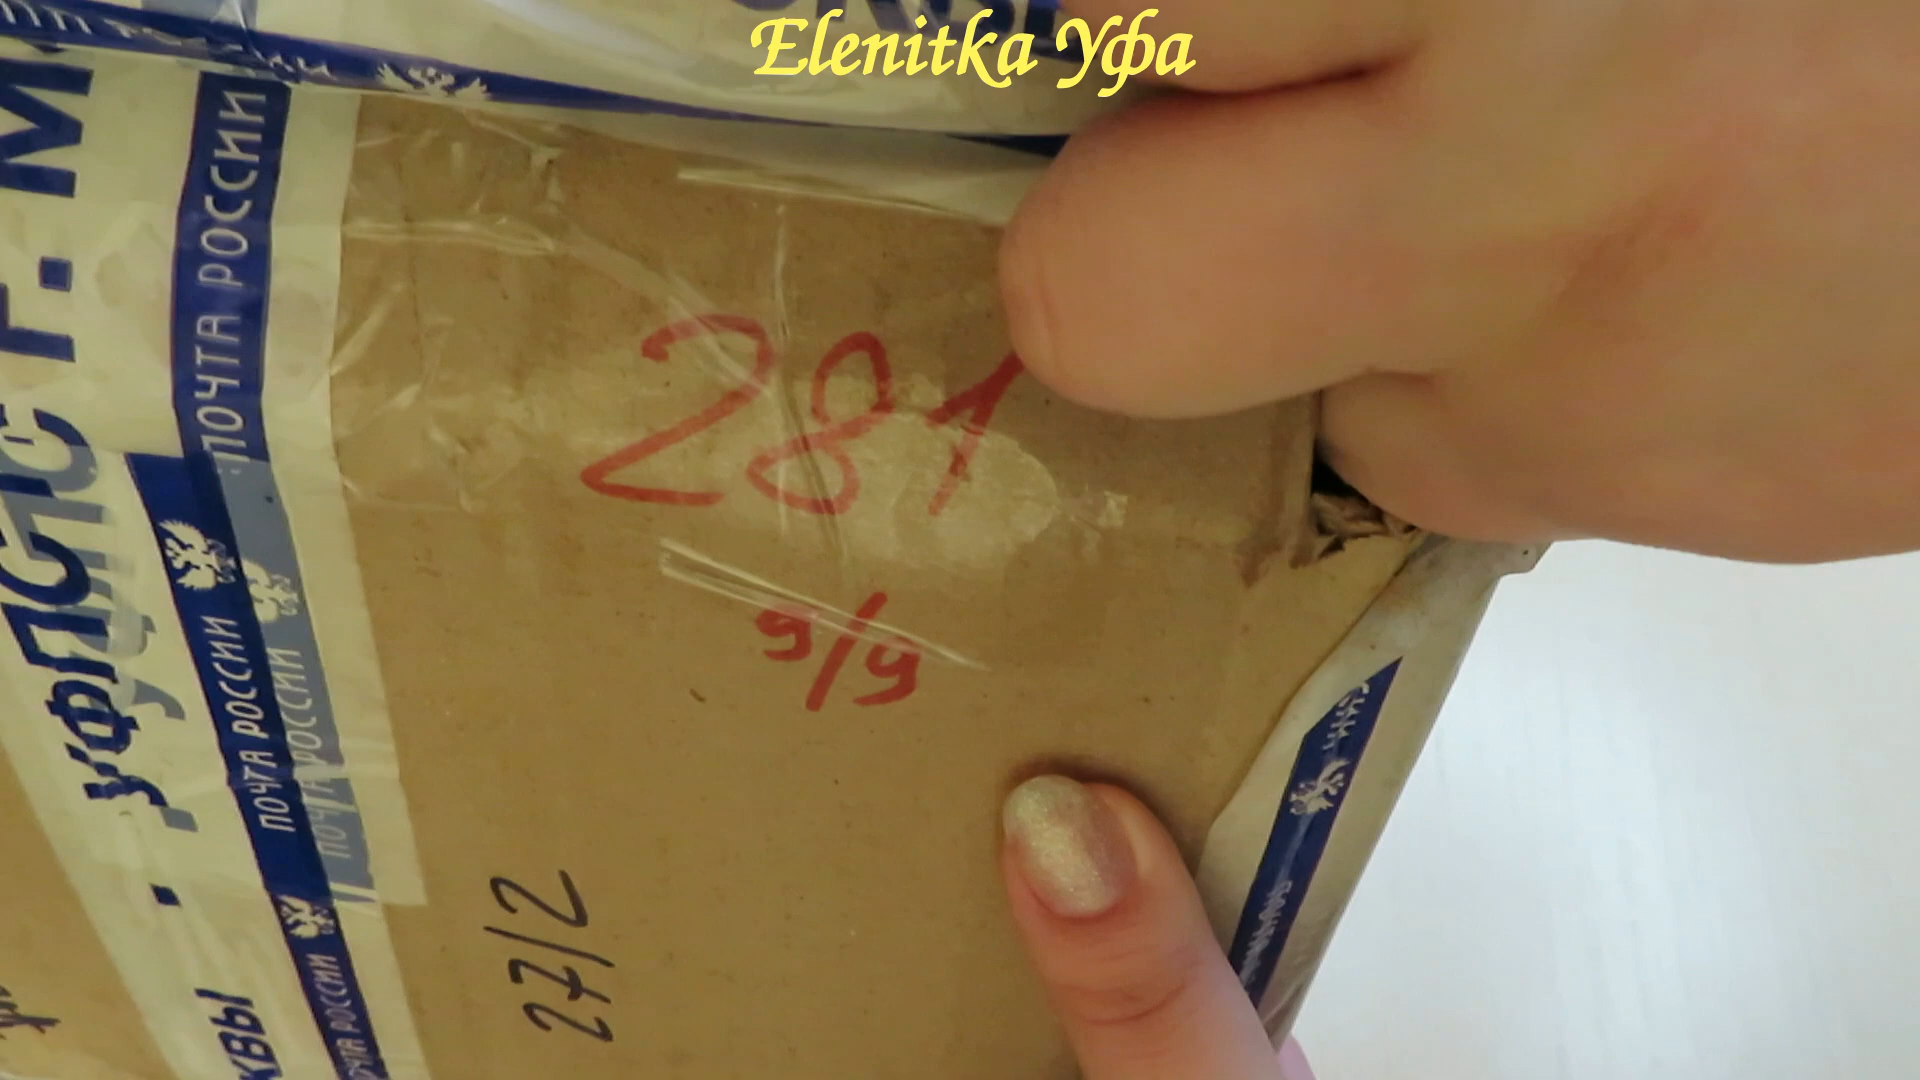 Elenitka Уфа
ПОЧТА РОССИИ
УФПС Г. М
281
9/9
ПОЧТА РОССИИ
ПОЧТА РОССИИ
27/2
КВЫ
ПОЧТА РОССИИ